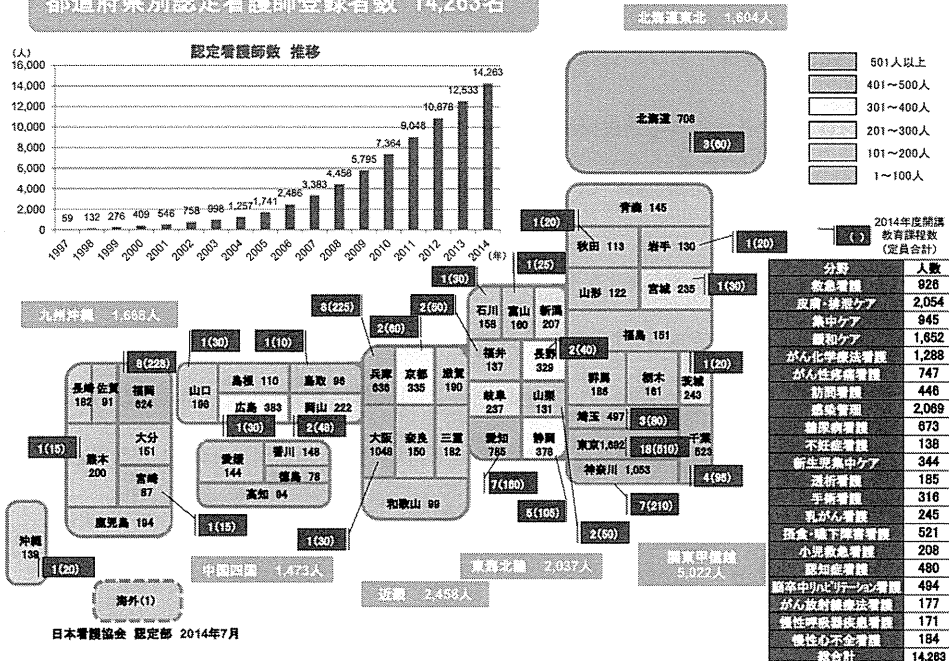 都道府県別認定看護師登録者数 14,263名
北海道東北 1,604人
(人)
認定看護師数 推移
16,000
14,000
12,000
10,000
8,000
6,000
4,000
2,000
0
59
132
276
409
546
758
998
1,257
1,741
2,486
3,383
4,458
5,795
7,364
9,048
10,878
12,533
14,263
1997
1998
1999
2000
2001
2002
2003
2004
2005
2006
2007
2008
2009
2010
2011
2012
2013
2014
(年)
501人以上
401~500人
301~400人
201~300人
101~200人
1~100人
北海道 708
3(60)
青森 145
1(20)
秋田 113
岩手 130
1(20)
山形 122
宮城 235
1(30)
福島 151
( )
2014年度開講
教育課程数
(定員合計)
1(30)
1(25)
石川
156
富山
160
新潟
207
2(60)
福井
137
長野
329
2(40)
岐阜
237
山梨
131
愛知
785
静岡
376
7(160)
5(105)
2(50)
群馬
186
栃木
161
茨城
243
1(20)
埼玉 497
3(80)
東京1,692
千葉
623
神奈川 1,053
4(95)
7(210)
関東甲信越
5,022人
東海北陸 2,037人
九州沖縄 1,668人
8(225)
2(60)
兵庫
636
京都
335
滋賀
190
大阪
1046
奈良
150
三重
182
和歌山 99
1(30)
近畿 2,458人
1(30)
1(10)
山口
196
島根 110
鳥取 96
広島 383
岡山 222
1(30)
2(48)
愛媛
144
香川 148
徳島 78
高知 94
中国四国 1,473人
長崎
182
佐賀
91
福岡
624
1(15)
熊本
200
大分
151
宮崎
87
鹿児島 194
1(15)
沖縄
139
1(20)
海外(1)
日本看護協会 認定部 2014年7月
分野 人数
救急看護 926
皮膚・排泄ケア 2,054
集中ケア 945
緩和ケア 1,652
がん化学療法看護 1,288
がん性疼痛看護 747
訪問看護 446
感染管理 2,069
糖尿病看護 673
不妊症看護 138
新生児集中ケア 344
透析看護 185
手術看護 316
乳がん看護 245
摂食・嚥下障害看護 521
小児救急看護 208
認知症看護 480
脳卒中リハビリテーション看護 494
がん放射線療法看護 177
慢性呼吸器疾患看護 171
慢性心不全看護 184
総合計 14,263